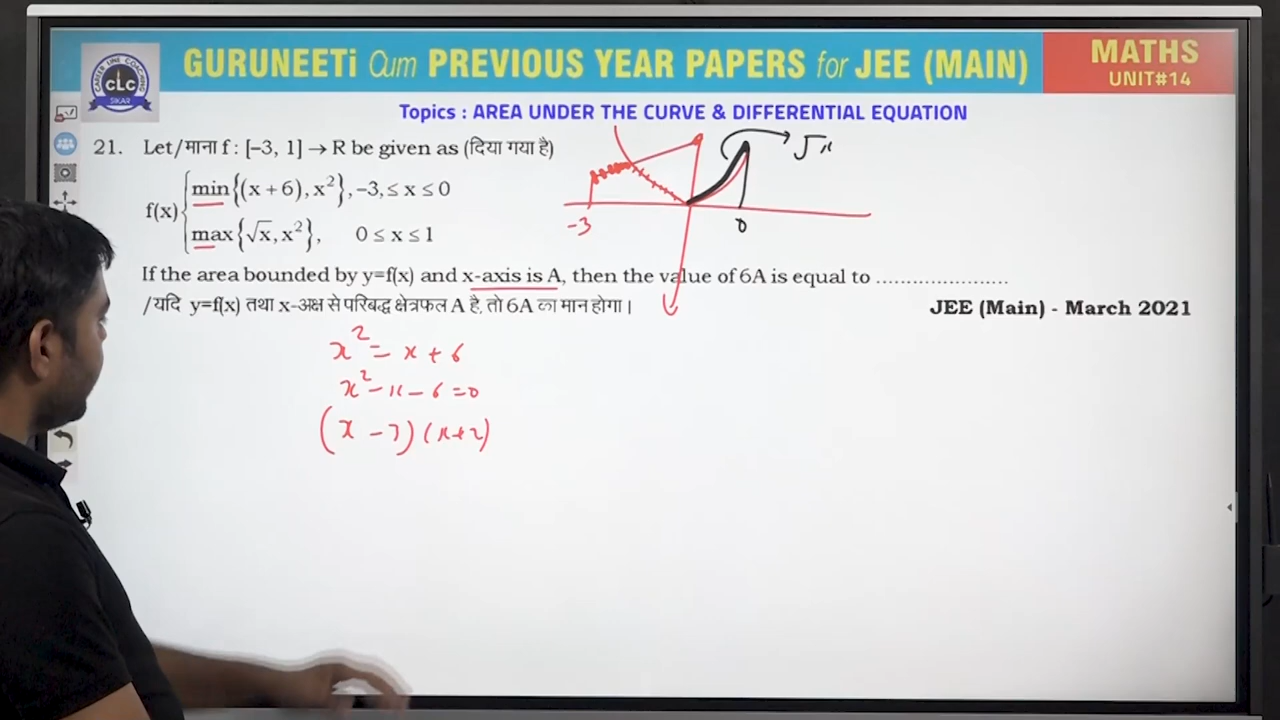 GURUNEETi Cum PREVIOUS YEAR PAPERS for JEE (MAIN)
MATHS
UNIT#14
CAREER LINE COACHING
CLC
SIKAR
Topics : AREA UNDER THE CURVE & DIFFERENTIAL EQUATION
21. Let/माना f : [–3, 1] → R be given as (दिया गया है)
f(x) { min{(x + 6), x²}, –3, ≤ x ≤ 0
max{√x, x²}, 0 ≤ x ≤ 1
If the area bounded by y=f(x) and x-axis is A, then the value of 6A is equal to ......................
/यदि y=f(x) तथा x-अक्ष से परिबद्ध क्षेत्रफल A है, तो 6A का मान होगा।
JEE (Main) - March 2021
√x
-3
0
x² = x + 6
x² - x - 6 = 0
(x - 3) (x+2)